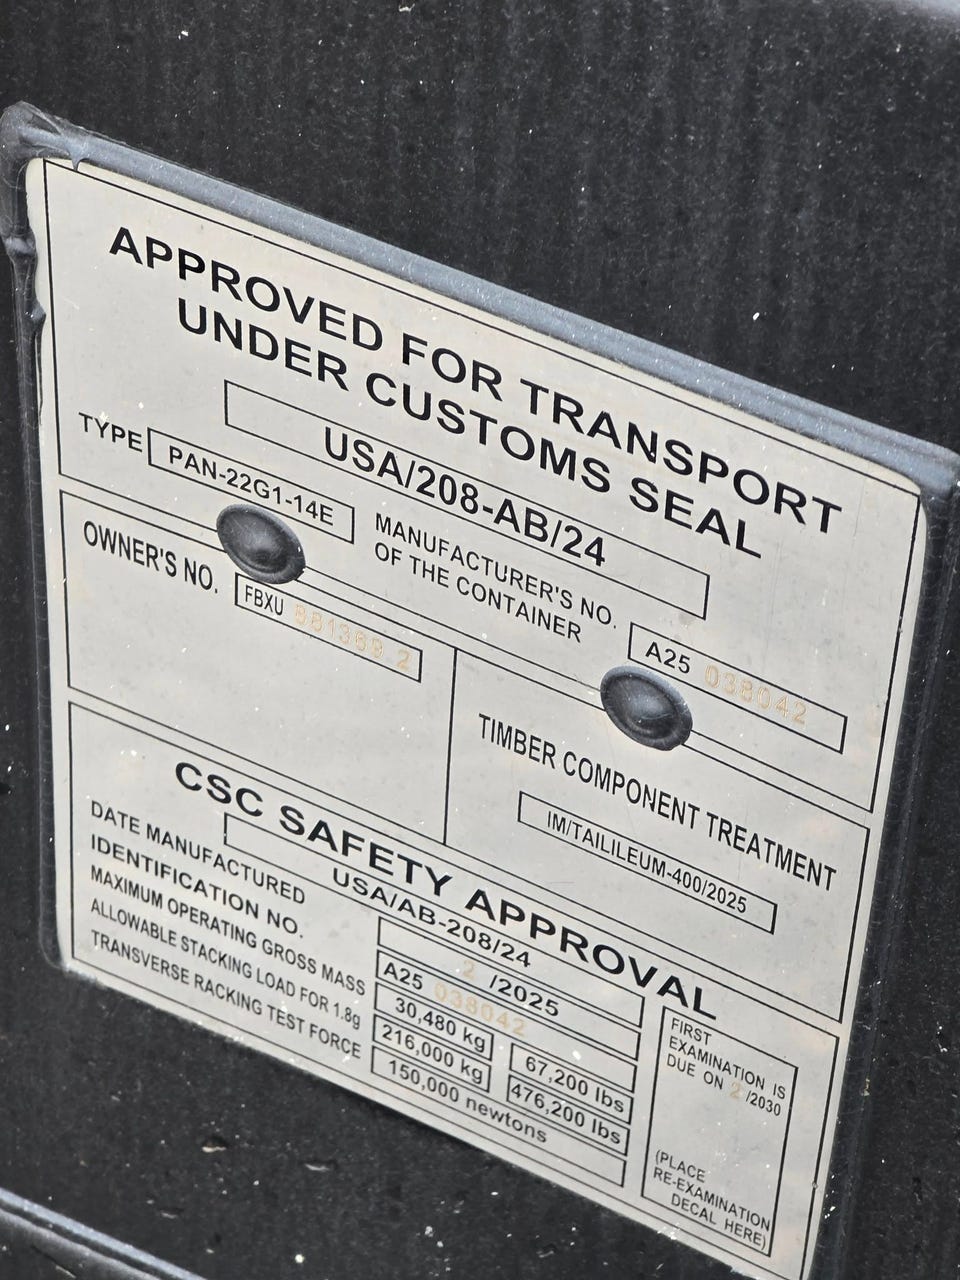 APPROVED FOR TRANSPORT
UNDER CUSTOMS SEAL
USA/208-AB/24
TYPE PAN-22G1-14E
MANUFACTURER'S NO.
OF THE CONTAINER
A25 038042
OWNER'S NO.
FBXU 881369 2
TIMBER COMPONENT TREATMENT
IM/TAILILEUM-400/2025
CSC SAFETY APPROVAL
USA/AB-208/24
DATE MANUFACTURED 2 /2025
IDENTIFICATION NO. A25 038042
MAXIMUM OPERATING GROSS MASS 30,480 kg 67,200 lbs
ALLOWABLE STACKING LOAD FOR 1.8g 216,000 kg 476,200 lbs
TRANSVERSE RACKING TEST FORCE 150,000 newtons
FIRST
EXAMINATION IS
DUE ON 2 /2030
(PLACE
RE-EXAMINATION
DECAL HERE)